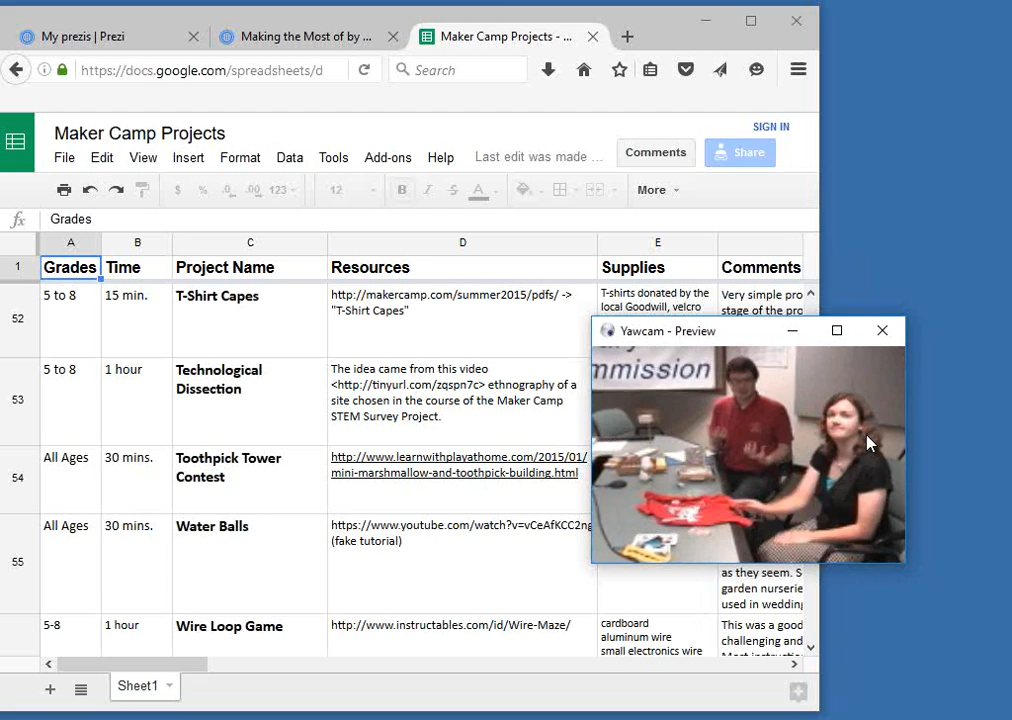 My prezis | Prezi
Making the Most of by ...
Maker Camp Projects - ...
https://docs.google.com/spreadsheets/d
Search
Maker Camp Projects
SIGN IN
File Edit View Insert Format Data Tools Add-ons Help Last edit was made ...
Comments
Share
$ % .0 .00 123 12 B I S A More
fx Grades
A B C D E
1 Grades Time Project Name Resources Supplies Comments
52 5 to 8 15 min. T-Shirt Capes http://makercamp.com/summer2015/pdfs/ -> T-shirts donated by the Very simple pro
"T-Shirt Capes" local Goodwill, velcro stage of the pro
Yawcam - Preview
mmission
53 5 to 8 1 hour Technological The idea came from this video
Dissection <http://tinyurl.com/zqspn7c> ethnography of a
site chosen in the course of the Maker Camp
STEM Survey Project.
54 All Ages 30 mins. Toothpick Tower http://www.learnwithplayathome.com/2015/01/
Contest mini-marshmallow-and-toothpick-building.html
55 All Ages 30 mins. Water Balls https://www.youtube.com/watch?v=vCeAfKCC2ng
(fake tutorial)
as they seem. S
garden nurserie
used in wedding
5-8 1 hour Wire Loop Game http://www.instructables.com/id/Wire-Maze/ cardboard This was a good
aluminum wire challenging and
small electronics wire
Sheet1